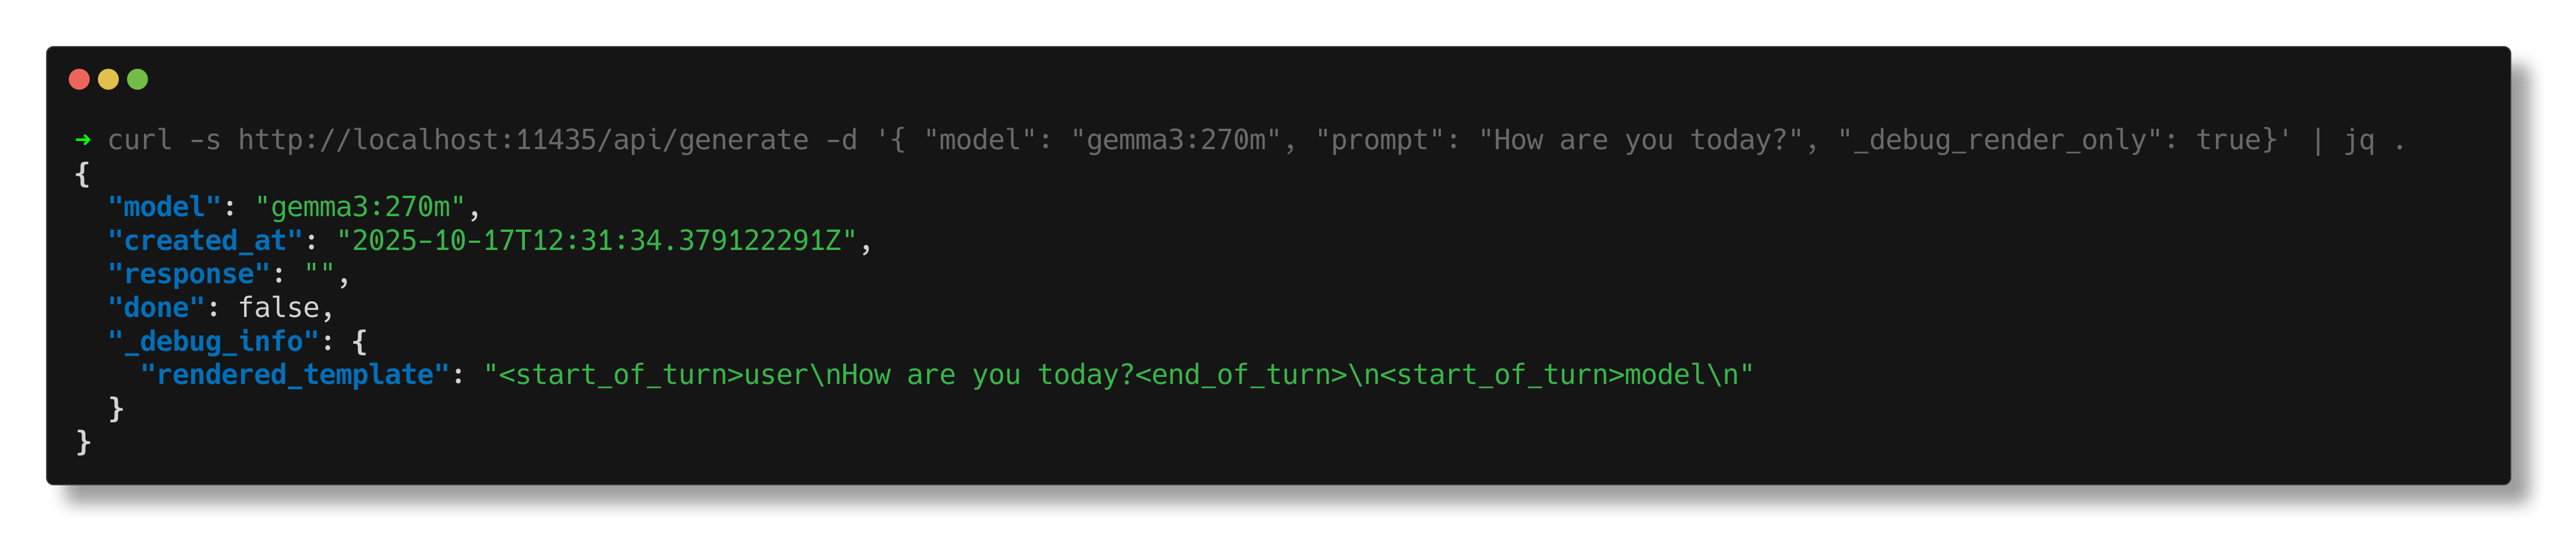 ➜ curl -s http://localhost:11435/api/generate -d '{ "model": "gemma3:270m", "prompt": "How are you today?", "_debug_render_only": true}' | jq .
{
  "model": "gemma3:270m",
  "created_at": "2025-10-17T12:31:34.379122291Z",
  "response": "",
  "done": false,
  "_debug_info": {
    "rendered_template": "<start_of_turn>user\nHow are you today?<end_of_turn>\n<start_of_turn>model\n"
  }
}